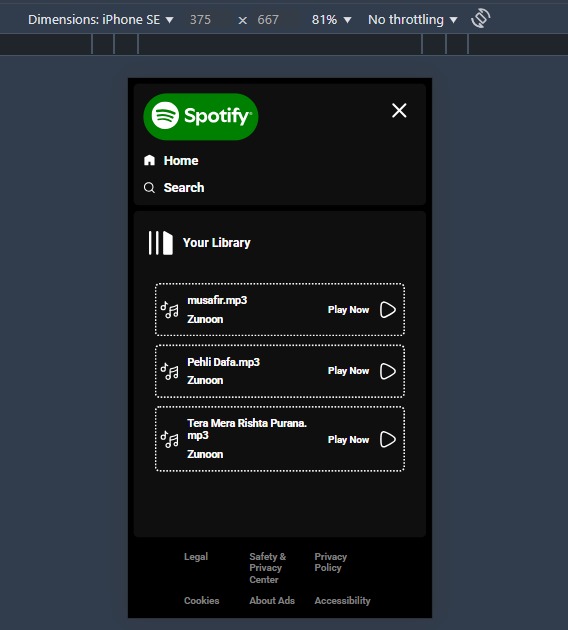 Dimensions: iPhone SE ▼ 375 × 667 81% ▼ No throttling ▼
Spotify
Home
Search
Your Library
musafir.mp3
Zunoon
Play Now
Pehli Dafa.mp3
Zunoon
Play Now
Tera Mera Rishta Purana.
mp3
Zunoon
Play Now
Legal
Safety &
Privacy
Center
Privacy
Policy
Cookies
About Ads
Accessibility